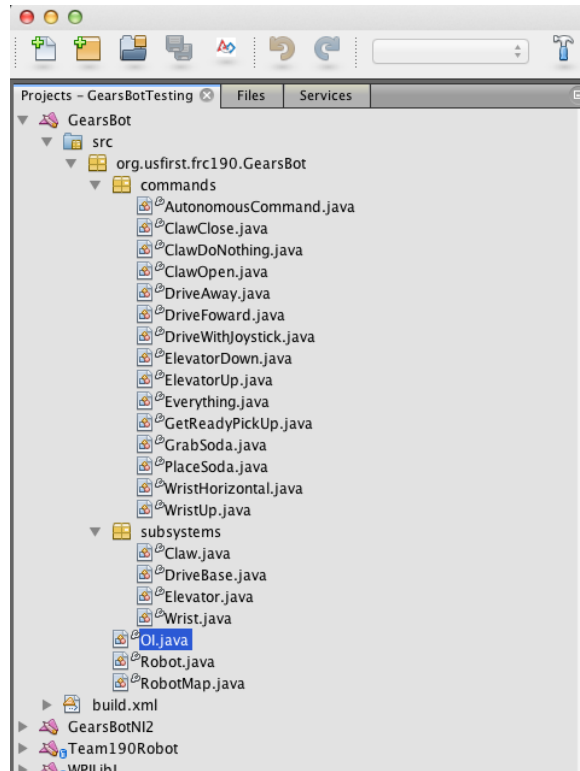 Projects – GearsBotTesting
Files
Services
GearsBot
src
org.usfirst.frc190.GearsBot
commands
AutonomousCommand.java
ClawClose.java
ClawDoNothing.java
ClawOpen.java
DriveAway.java
DriveFoward.java
DriveWithJoystick.java
ElevatorDown.java
ElevatorUp.java
Everything.java
GetReadyPickUp.java
GrabSoda.java
PlaceSoda.java
WristHorizontal.java
WristUp.java
subsystems
Claw.java
DriveBase.java
Elevator.java
Wrist.java
OI.java
Robot.java
RobotMap.java
build.xml
GearsBotNI2
Team190Robot
WPILibJ